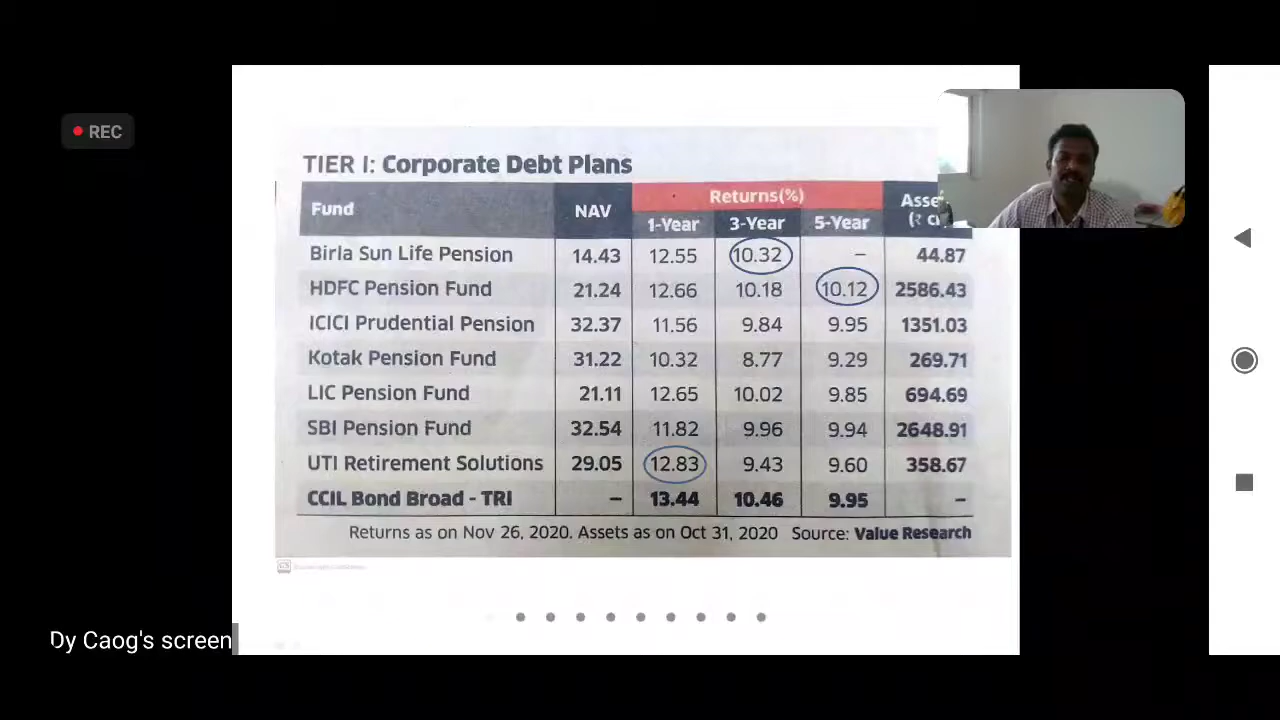 REC
TIER I: Corporate Debt Plans
Fund NAV Returns(%)
1-Year 3-Year 5-Year
Birla Sun Life Pension 14.43 12.55 10.32 – 44.87
HDFC Pension Fund 21.24 12.66 10.18 10.12 2586.43
ICICI Prudential Pension 32.37 11.56 9.84 9.95 1351.03
Kotak Pension Fund 31.22 10.32 8.77 9.29 269.71
LIC Pension Fund 21.11 12.65 10.02 9.85 694.69
SBI Pension Fund 32.54 11.82 9.96 9.94 2648.91
UTI Retirement Solutions 29.05 12.83 9.43 9.60 358.67
CCIL Bond Broad - TRI – 13.44 10.46 9.95 –
Returns as on Nov 26, 2020. Assets as on Oct 31, 2020 Source: Value Research
Dy Caog's screen